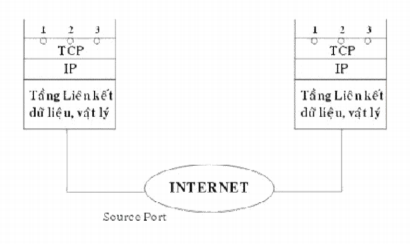 1 2 3
TCP
IP
Tầng Liên kết
dữ liệu, vật lý
1 2 3
TCP
IP
Tầng Liên kết
dữ liệu, vật lý
INTERNET
Source Port